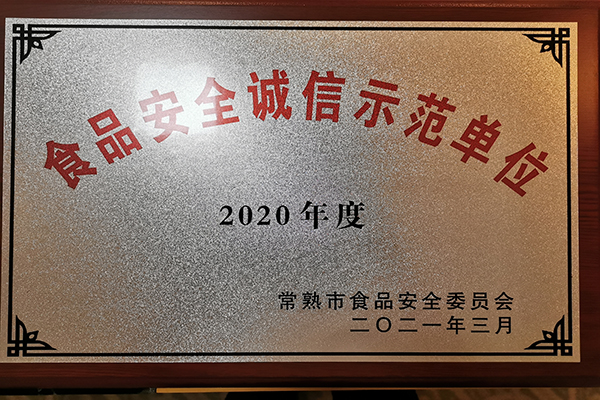 食品安全诚信示范单位
2020年度
常熟市食品安全委员会
二〇二一年三月